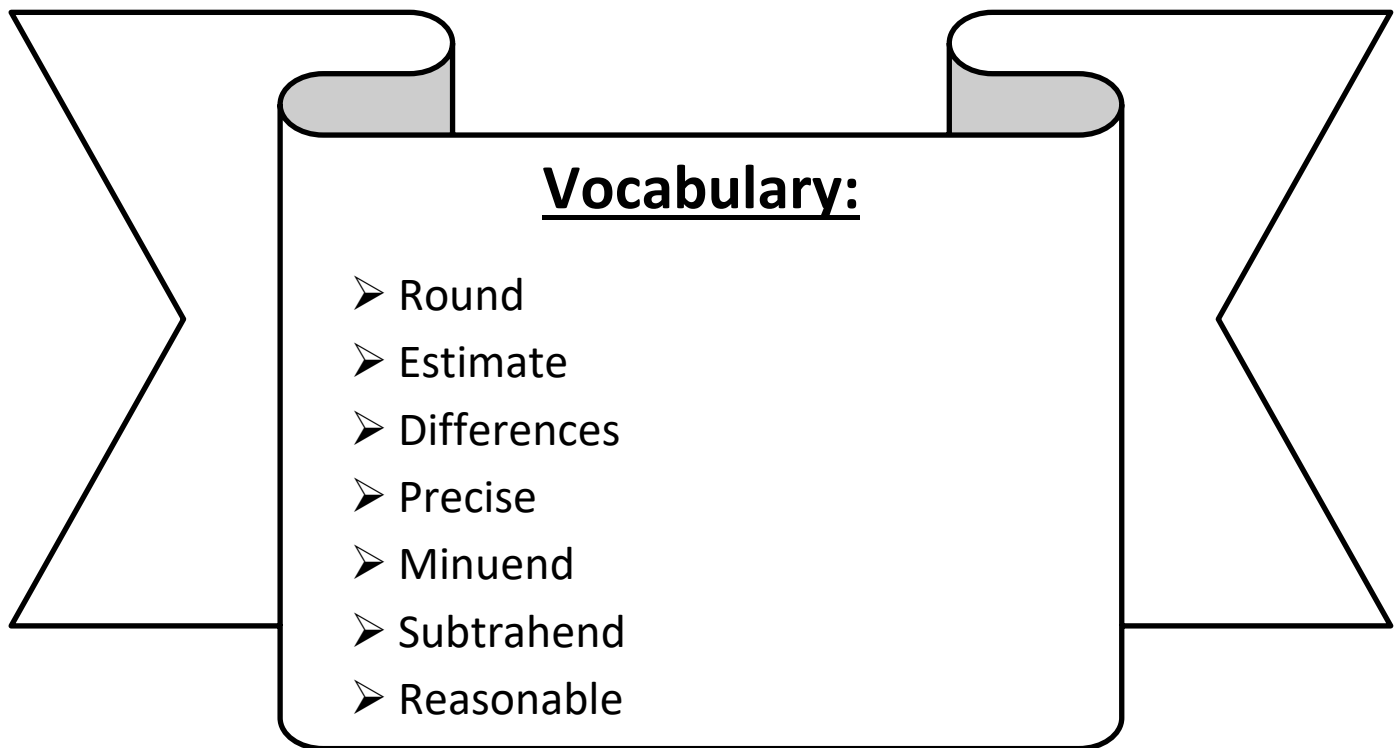 Vocabulary:
➢ Round
➢ Estimate
➢ Differences
➢ Precise
➢ Minuend
➢ Subtrahend
➢ Reasonable